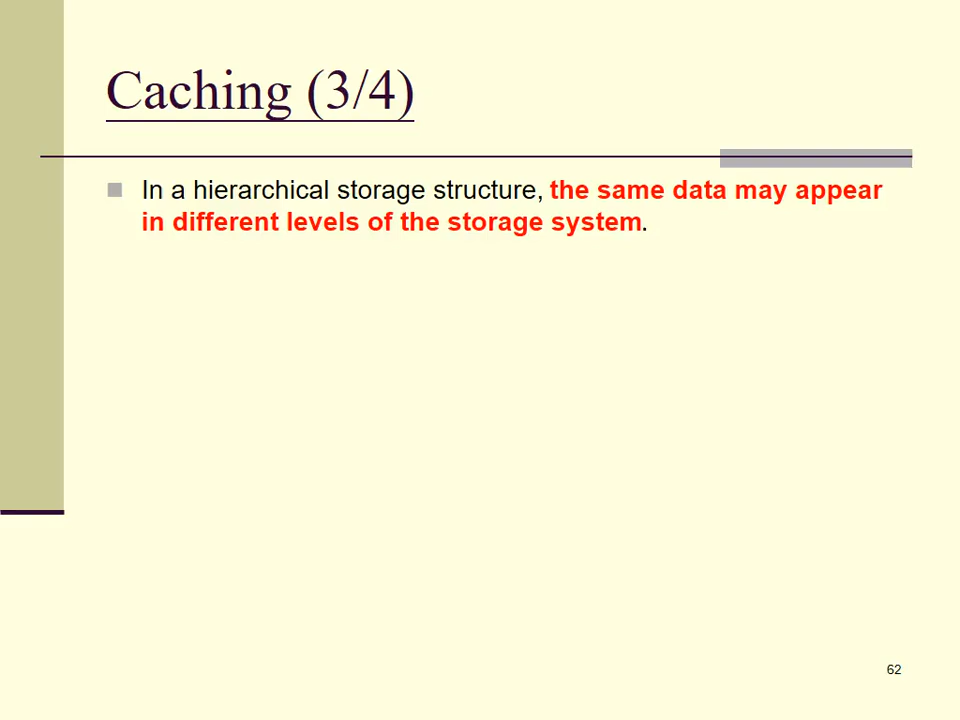 Caching (3/4)
In a hierarchical storage structure, the same data may appear
in different levels of the storage system.
62